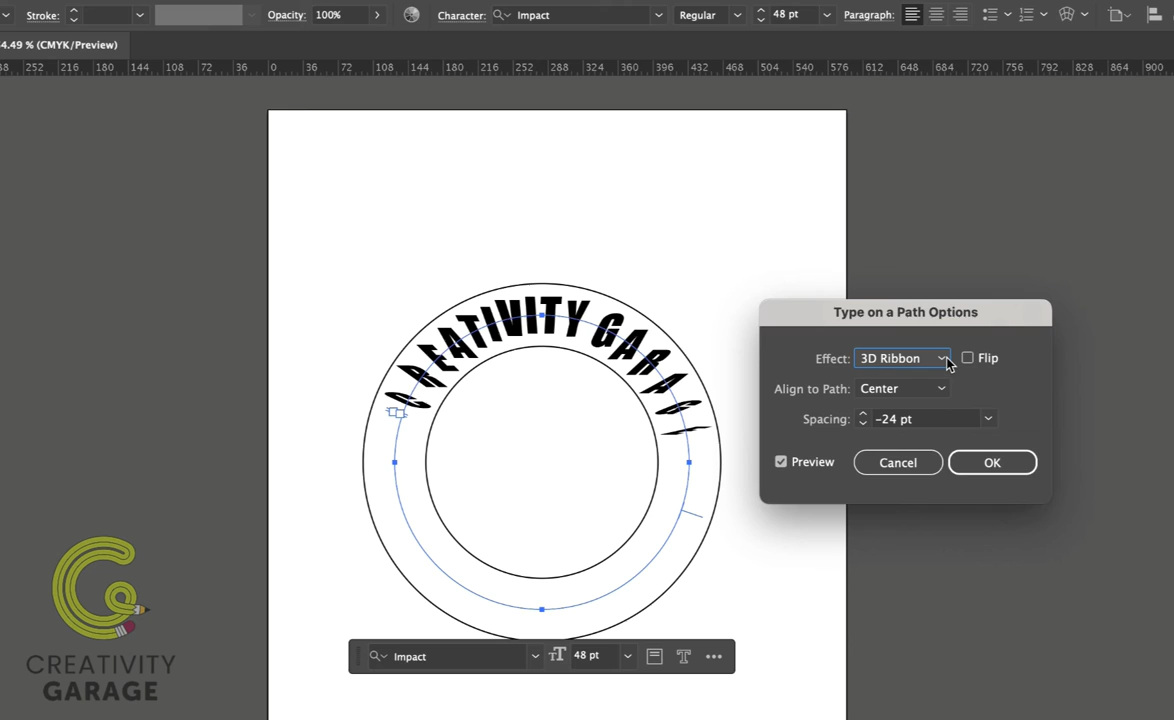 Stroke: Opacity: 100% Character: Impact Regular 48 pt Paragraph:
4.49 % (CMYK/Preview)
252 216 180 144 108 72 36 0 36 72 108 144 180 216 252 288 324 360 396 432 468 504 540 576 612 648 684 720 756 792 828 864 900
CREATIVITY GARAG
Type on a Path Options
Effect: 3D Ribbon Flip
Align to Path: Center
Spacing: -24 pt
Preview Cancel OK
Impact 48 pt
CREATIVITY
GARAGE